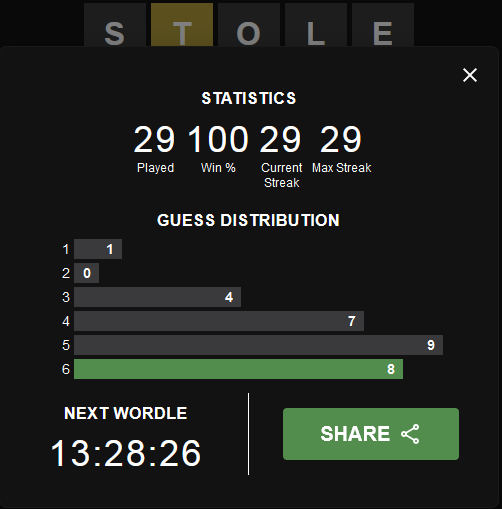 S T O L E
STATISTICS
29 100 29 29
Played Win % Current Streak Max Streak
GUESS DISTRIBUTION
1 1
2 0
3 4
4 7
5 9
6 8
NEXT WORDLE
13:28:26
SHARE